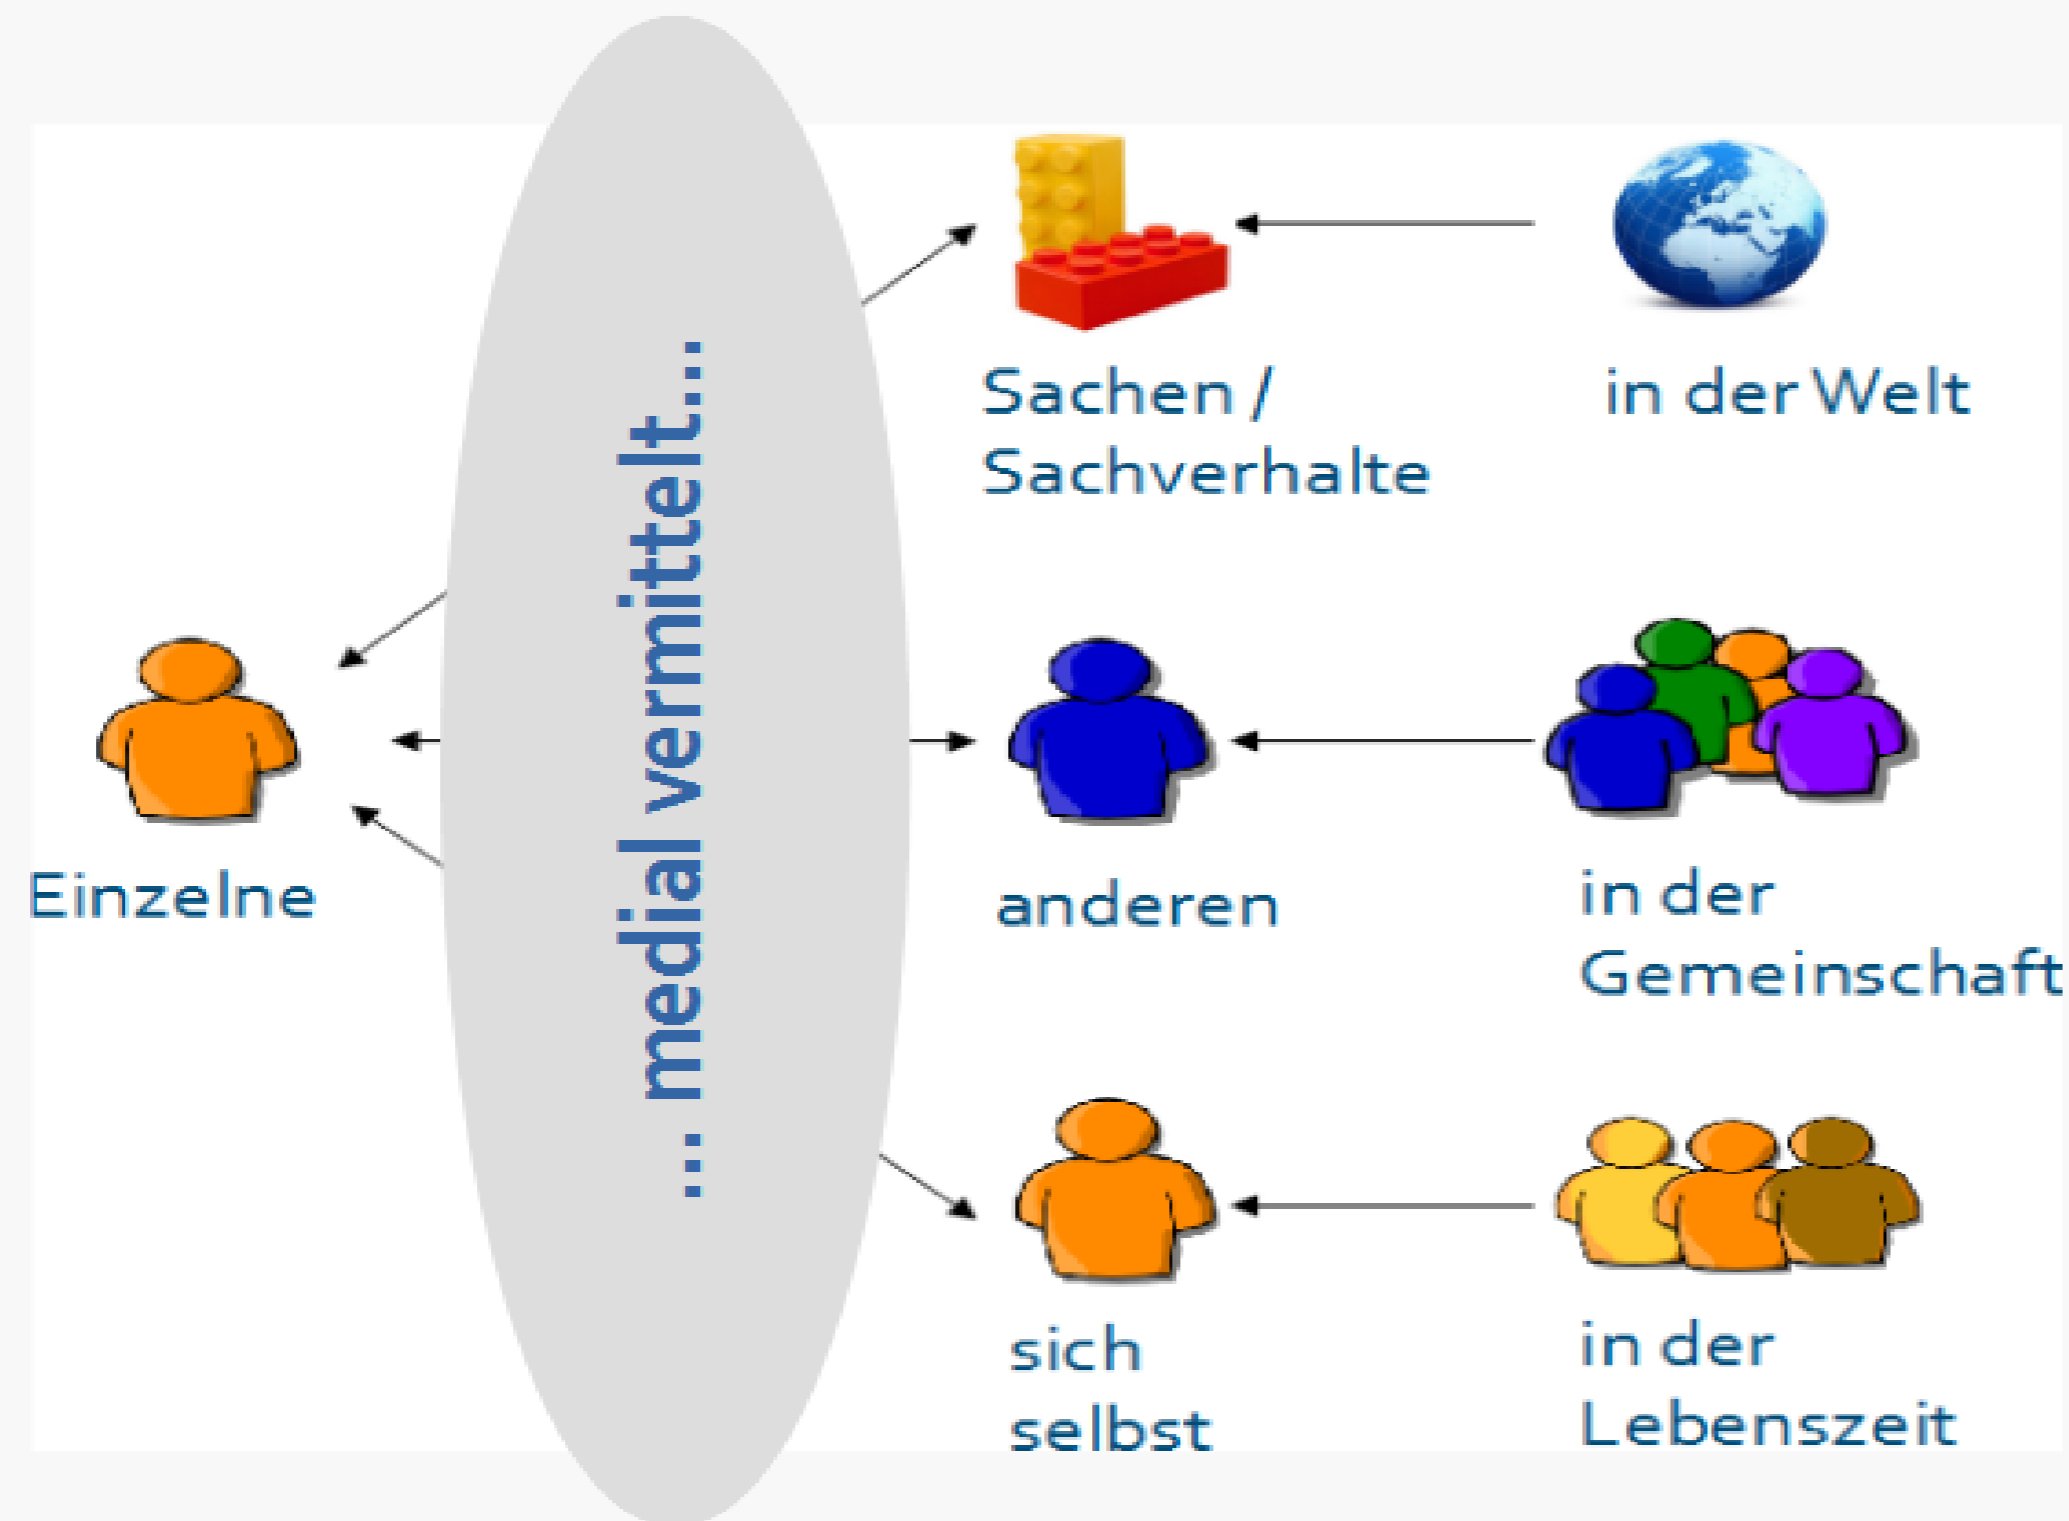 ... medial vermittelt...
Sachen /
Sachverhalte
in der Welt
Einzelne
anderen
in der
Gemeinschaft
sich
selbst
in der
Lebenszeit